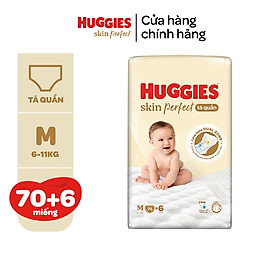 HUGGIES
skin perfect
Cửa hàng
chính hãng
TÃ QUẦN
M
6-11KG
70+6
miếng
HUGGIES
skin perfect
tã quần
M
+6